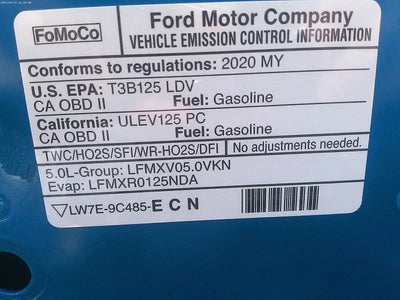 FoMoCo
Ford Motor Company
VEHICLE EMISSION CONTROL INFORMATION
Conforms to regulations: 2020 MY
U.S. EPA: T3B125 LDV
CA OBD II Fuel: Gasoline
California: ULEV125 PC
CA OBD II Fuel: Gasoline
TWC/HO2S/SFI/WR-HO2S/DFI No adjustments needed.
5.0L-Group: LFMXV05.0VKN
Evap: LFMXR0125NDA
LW7E-9C485-E C N